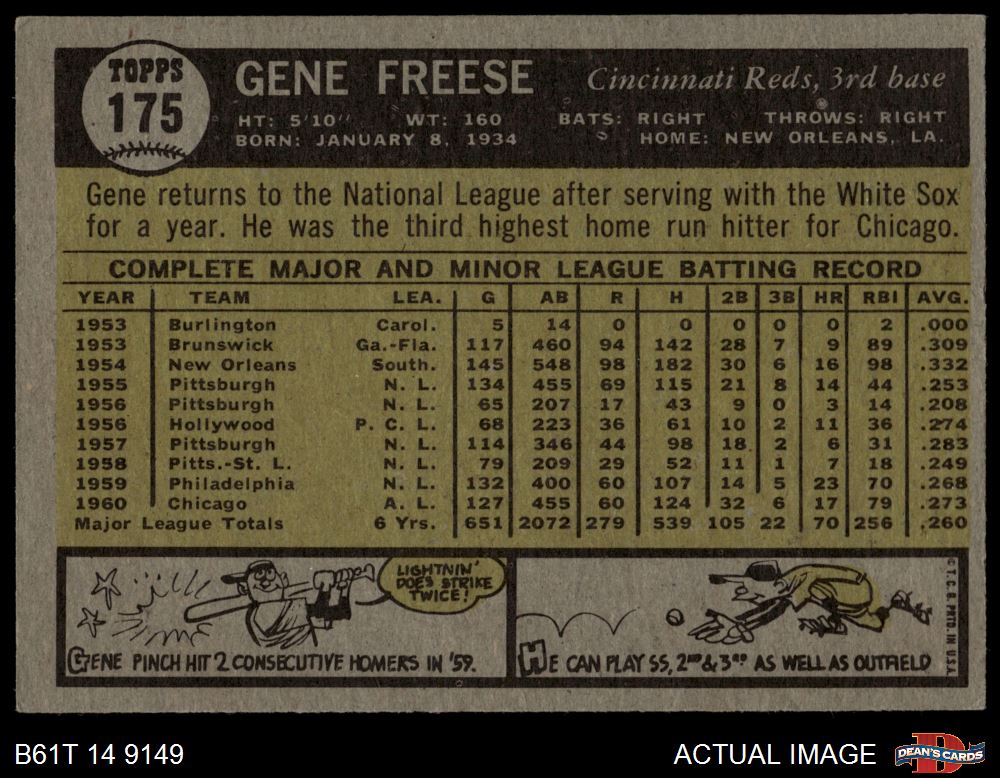 TOPPS
175
GENE FREESE
Cincinnati Reds, 3rd base
HT: 5'10" WT: 160 BATS: RIGHT THROWS: RIGHT
BORN: JANUARY 8, 1934 HOME: NEW ORLEANS, LA.
Gene returns to the National League after serving with the White Sox
for a year. He was the third highest home run hitter for Chicago.
COMPLETE MAJOR AND MINOR LEAGUE BATTING RECORD
YEAR TEAM LEA. G AB R H 2B 3B HR RBI AVG.
1953 Burlington Carol. 5 14 0 0 0 0 0 2 .000
1953 Brunswick Ga.-Fla. 117 460 94 142 28 7 9 89 .309
1954 New Orleans South. 145 548 98 182 30 6 16 98 .332
1955 Pittsburgh N. L. 134 455 69 115 21 8 14 44 .253
1956 Pittsburgh N. L. 65 207 17 43 9 0 3 14 .208
1956 Hollywood P. C. L. 68 223 36 61 10 2 11 36 .274
1957 Pittsburgh N. L. 114 346 44 98 18 2 6 31 .283
1958 Pitts.-St. L. N. L. 79 209 29 52 11 1 7 18 .249
1959 Philadelphia N. L. 132 400 60 107 14 5 23 70 .268
1960 Chicago A. L. 127 455 60 124 32 6 17 79 .273
Major League Totals 6 Yrs. 651 2072 279 539 105 22 70 256 .260
LIGHTNIN'
DOES STRIKE
TWICE!
GENE PINCH HIT 2 CONSECUTIVE HOMERS IN '59.
HE CAN PLAY SS, 2ND & 3RD AS WELL AS OUTFIELD
© T. C. G. PRTD. IN U.S.A.
B61T 14 9149
ACTUAL IMAGE
DEAN'S CARDS